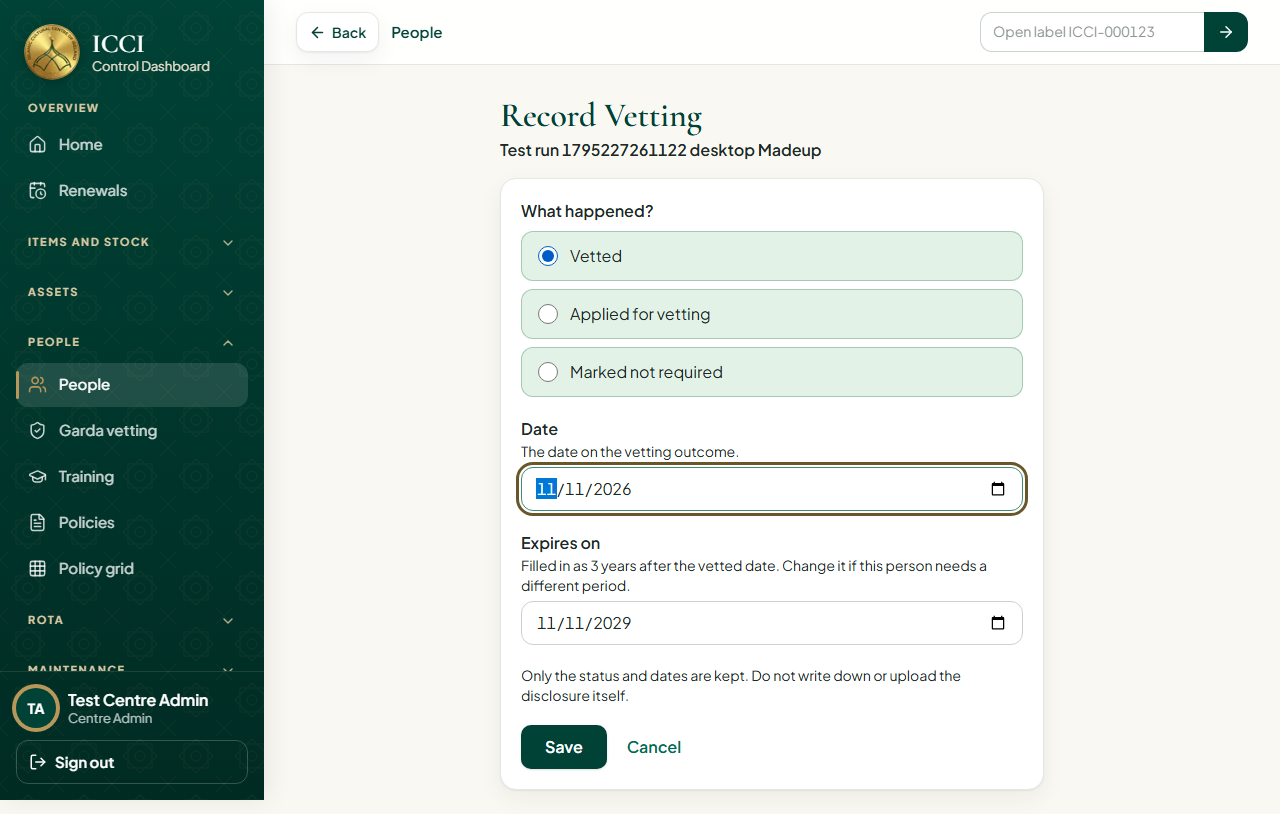 ICCI
Control Dashboard
OVERVIEW
Home
Renewals
ITEMS AND STOCK
ASSETS
PEOPLE
People
Garda vetting
Training
Policies
Policy grid
ROTA
MAINTENANCE
TA
Test Centre Admin
Centre Admin
Sign out
Back
People
Open label ICCI-000123
Record Vetting
Test run 1795227261122 desktop Madeup
What happened?
Vetted
Applied for vetting
Marked not required
Date
The date on the vetting outcome.
11/11/2026
Expires on
Filled in as 3 years after the vetted date. Change it if this person needs a
different period.
11/11/2029
Only the status and dates are kept. Do not write down or upload the
disclosure itself.
Save
Cancel